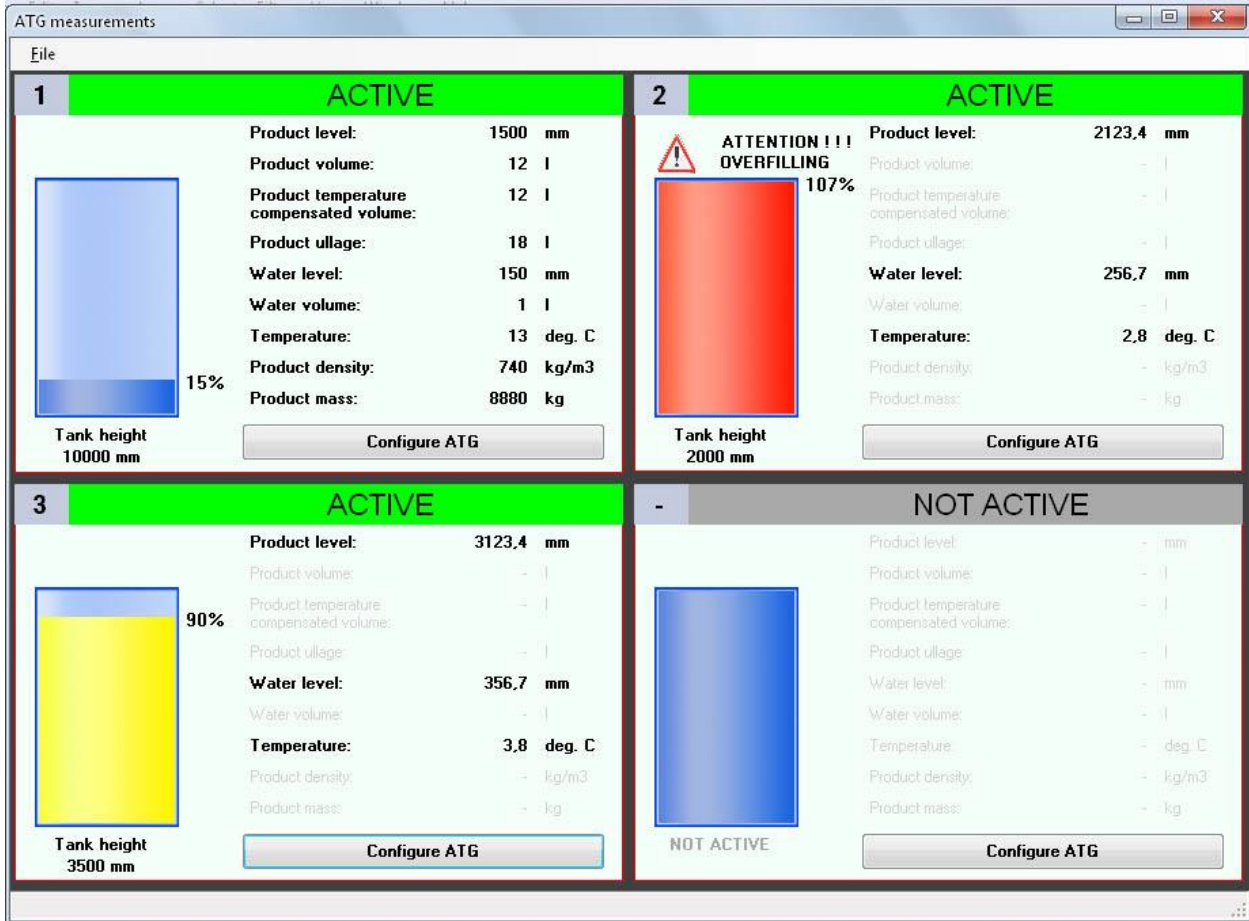 ATG measurements
File
1 ACTIVE
Product level: 1500 mm
Product volume: 12 l
Product temperature
compensated volume: 12 l
Product ullage: 18 l
Water level: 150 mm
Water volume: 1 l
Temperature: 13 deg. C
Product density: 740 kg/m3
Product mass: 8880 kg
15%
Tank height
10000 mm
Configure ATG
2 ACTIVE
ATTENTION ! ! !
OVERFILLING
107%
Product level: 2123,4 mm
Product volume: - l
Product temperature
compensated volume: - l
Product ullage: - l
Water level: 256,7 mm
Water volume: - l
Temperature: 2,8 deg. C
Product density: - kg/m3
Product mass: - kg
Tank height
2000 mm
Configure ATG
3 ACTIVE
Product level: 3123,4 mm
Product volume: - l
90%
Product temperature
compensated volume: - l
Product ullage: - l
Water level: 356,7 mm
Water volume: - l
Temperature: 3,8 deg. C
Product density: - kg/m3
Product mass: - kg
Tank height
3500 mm
Configure ATG
- NOT ACTIVE
Product level: - mm
Product volume: - l
Product temperature
compensated volume: - l
Product ullage: - l
Water level: - mm
Water volume: - l
Temperature: - deg. C
Product density: - kg/m3
Product mass: - kg
NOT ACTIVE
Configure ATG